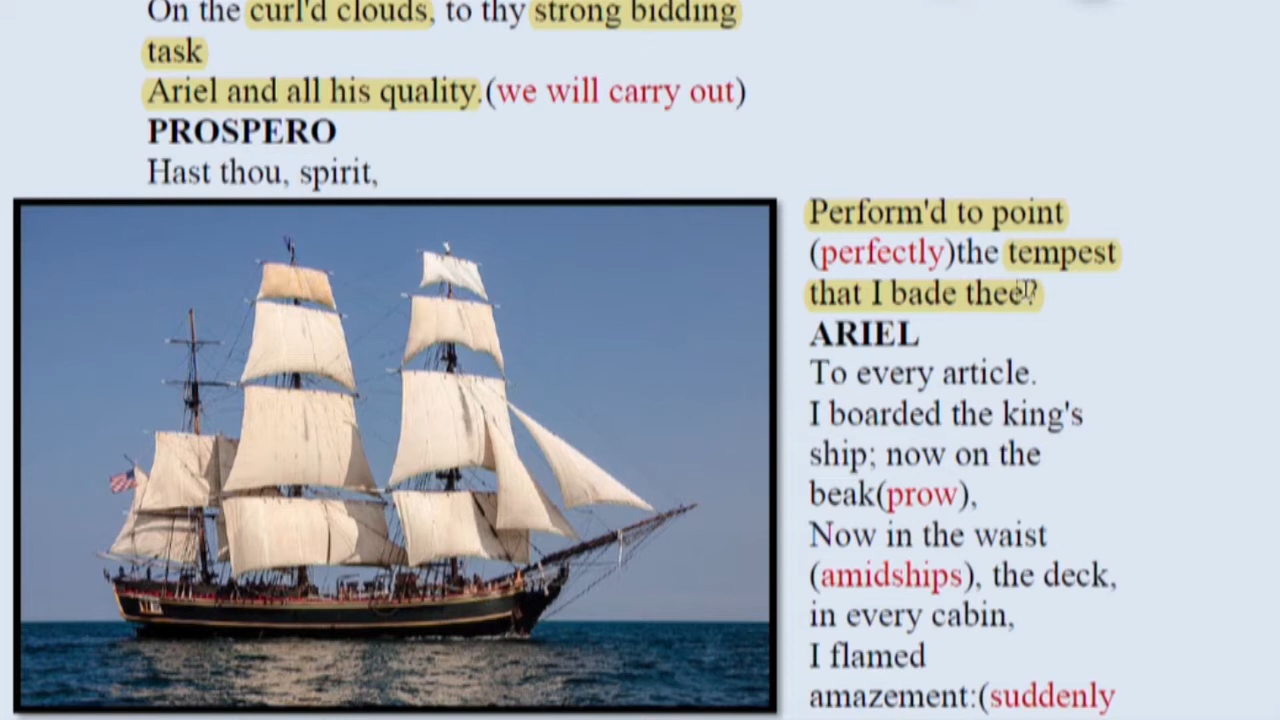 On the curl'd clouds, to thy strong bidding
task
Ariel and all his quality.(we will carry out)
PROSPERO
Hast thou, spirit,
Perform'd to point
(perfectly)the tempest
that I bade thee?
ARIEL
To every article.
I boarded the king's
ship; now on the
beak(prow),
Now in the waist
(amidships), the deck,
in every cabin,
I flamed
amazement:(suddenly